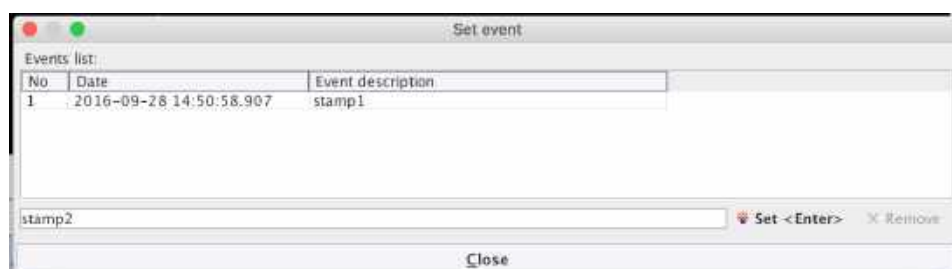 Set event
Events list:
No Date Event description
1 2016-09-28 14:50:58.907 stamp1
stamp2 Set <Enter> Remove
Close